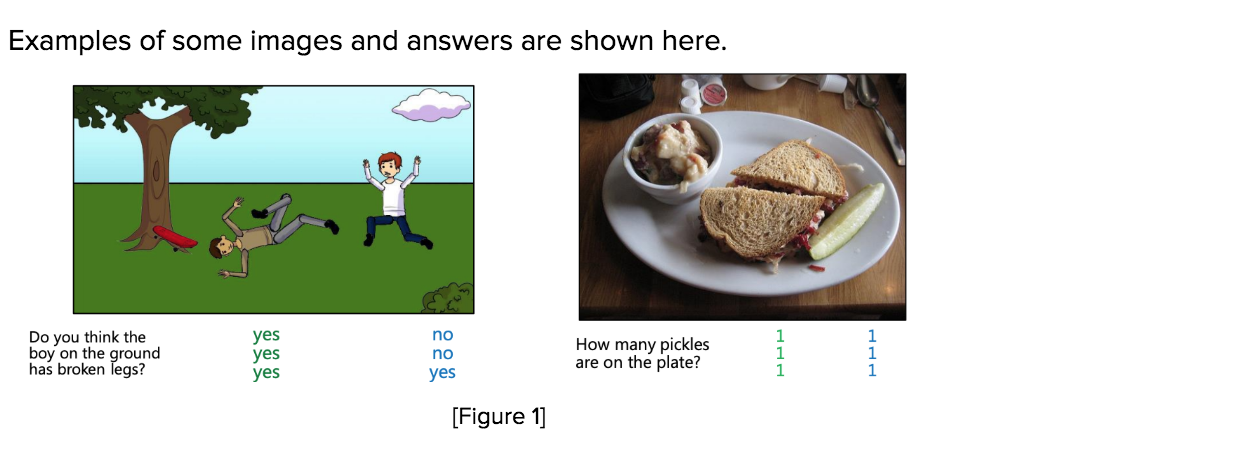 Examples of some images and answers are shown here.
Do you think the
boy on the ground
has broken legs?
yes
yes
yes
no
no
yes
How many pickles
are on the plate?
1
1
1
1
1
1
[Figure 1]